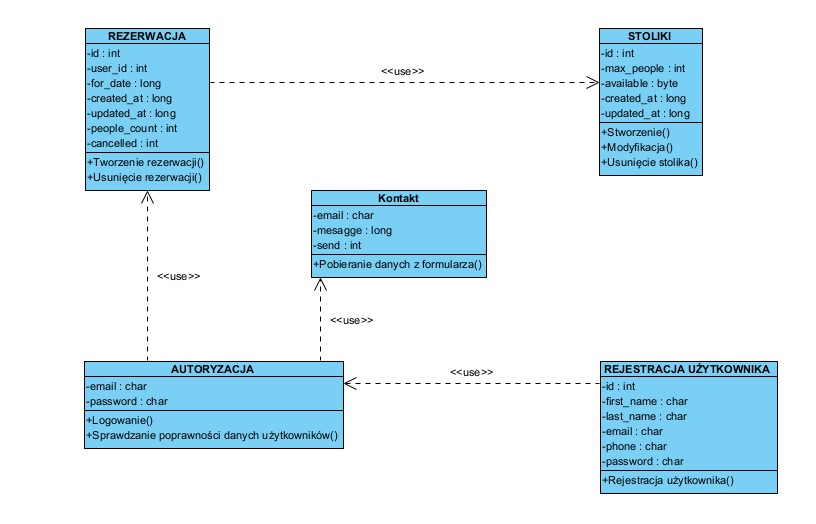 REZERWACJA
-id : int
-user_id : int
-for_date : long
-created_at : long
-updated_at : long
-people_count : int
-cancelled : int
+Tworzenie rezerwacji()
+Usunięcie rezerwacji()
<<use>>
STOLIKI
-id : int
-max_people : int
-available : byte
-created_at : long
-updated_at : long
+Stworzenie()
+Modyfikacja()
+Usunięcie stolika()
Kontakt
-email : char
-mesagge : long
-send : int
+Pobieranie danych z formularza()
<<use>>
<<use>>
AUTORYZACJA
-email : char
-password : char
+Logowanie()
+Sprawdzanie poprawności danych użytkowników()
<<use>>
REJESTRACJA UŻYTKOWNIKA
-id : int
-first_name : char
-last_name : char
-email : char
-phone : char
-password : char
+Rejestracja użytkownika()